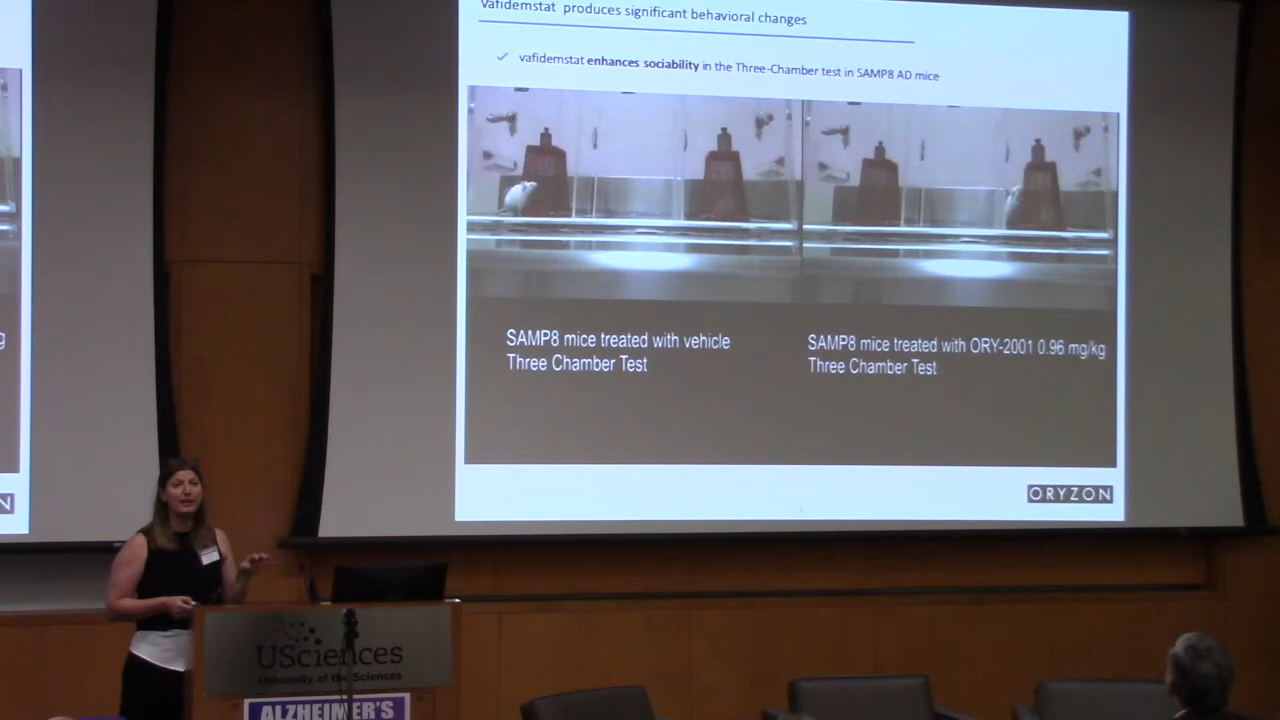 Vafidemstat produces significant behavioral changes
✓ vafidemstat enhances sociability in the Three-Chamber test in SAMP8 AD mice
SAMP8 mice treated with vehicle
Three Chamber Test
SAMP8 mice treated with ORY-2001 0.96 mg/kg
Three Chamber Test
ORYZON
g
N
USciences
University of the Sciences
ALZHEIMER'S